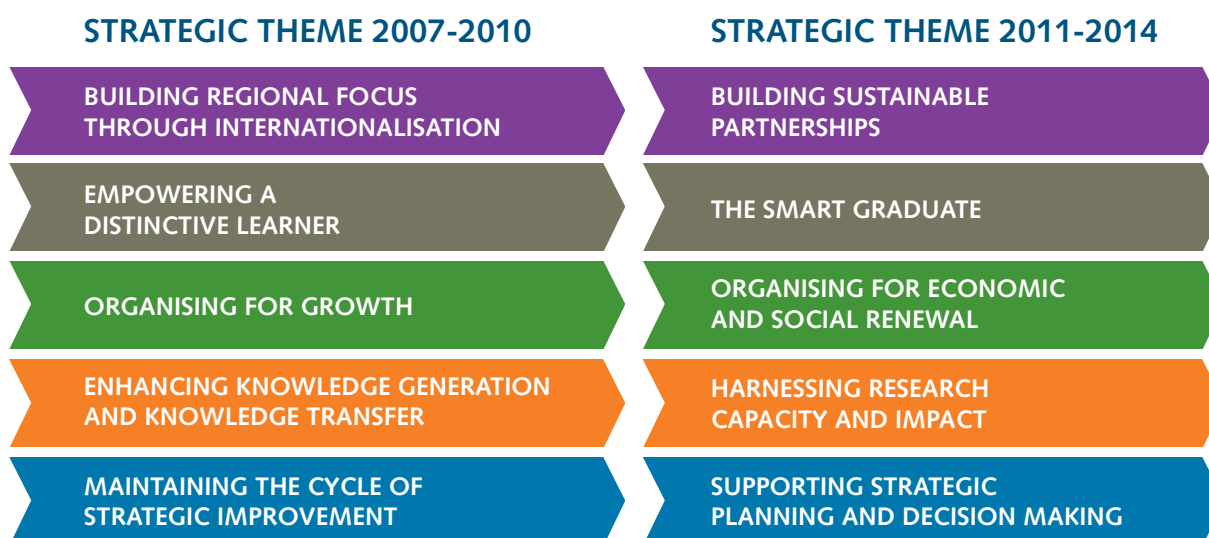 STRATEGIC THEME 2007-2010
STRATEGIC THEME 2011-2014
BUILDING REGIONAL FOCUS
THROUGH INTERNATIONALISATION
BUILDING SUSTAINABLE
PARTNERSHIPS
EMPOWERING A
DISTINCTIVE LEARNER
THE SMART GRADUATE
ORGANISING FOR GROWTH
ORGANISING FOR ECONOMIC
AND SOCIAL RENEWAL
ENHANCING KNOWLEDGE GENERATION
AND KNOWLEDGE TRANSFER
HARNESSING RESEARCH
CAPACITY AND IMPACT
MAINTAINING THE CYCLE OF
STRATEGIC IMPROVEMENT
SUPPORTING STRATEGIC
PLANNING AND DECISION MAKING